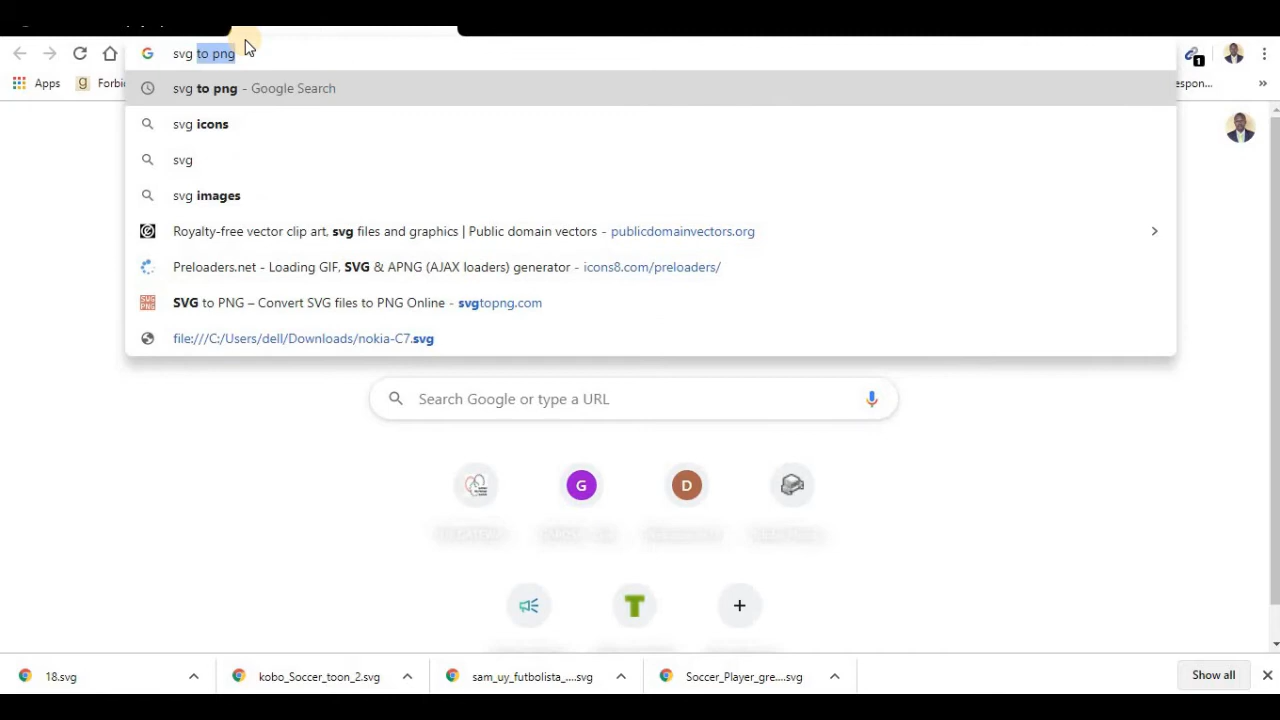 svg to png
1
Apps
Forbi
espon...
»
svg to png - Google Search
svg icons
svg
svg images
Royalty-free vector clip art, svg files and graphics | Public domain vectors - publicdomainvectors.org
Preloaders.net - Loading GIF, SVG & APNG (AJAX loaders) generator - icons8.com/preloaders/
SVG to PNG – Convert SVG files to PNG Online - svgtopng.com
file:///C:/Users/dell/Downloads/nokia-C7.svg
Search Google or type a URL
G
D
T
18.svg
kobo_Soccer_toon_2.svg
sam_uy_futbolista_....svg
Soccer_Player_gre....svg
Show all